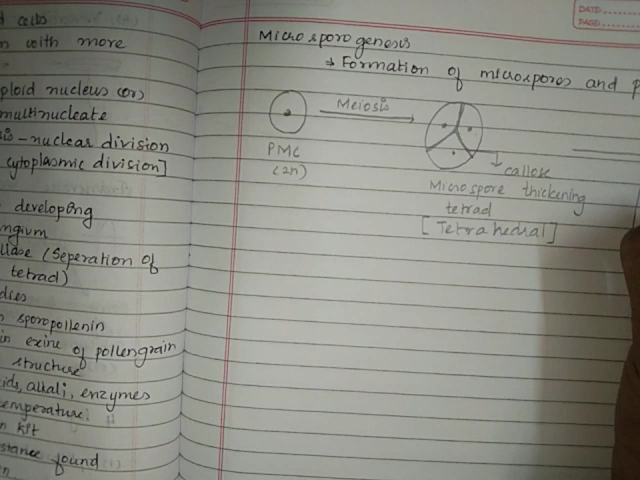 cells
with more
ploid nucleus (or)
multinucleate
- nuclear division
cytoplasmic division]
developing
ngium
llase (Seperation of
tetrad)
dies
sporopollenin
in exine of pollengrain
structure
ids, alkali, enzymes
temperature.
stance found
DATE
PAGE
Microsporogenesis
→ Formation of microspores and p
Meiosis
PMC
(2n)
callose
Microspore thickening
tetrad
[Tetrahedral]